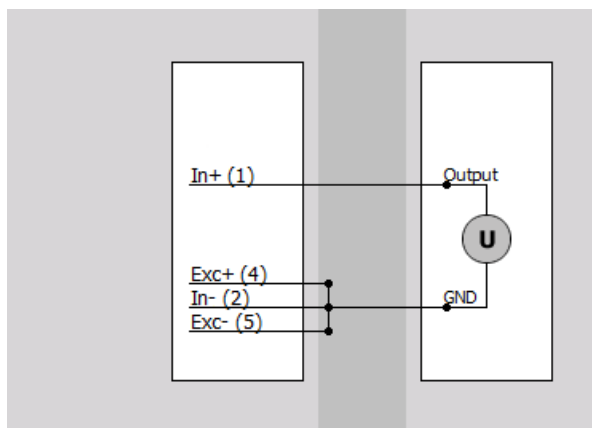 In+ (1)
Output
U
Exc+ (4)
In- (2)
GND
Exc- (5)